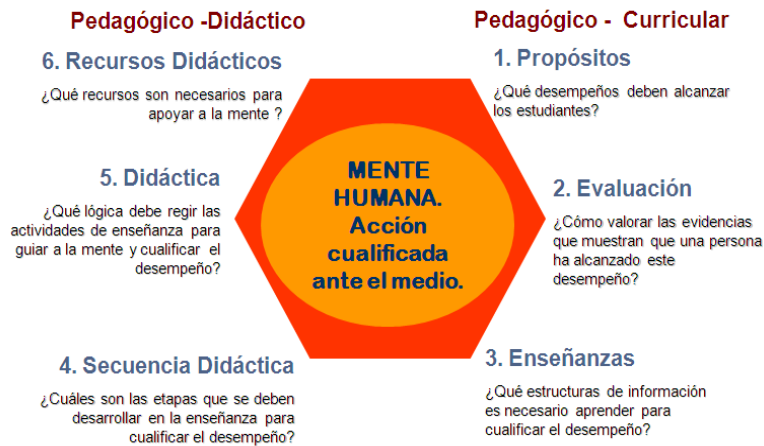 Pedagógico -Didáctico
Pedagógico - Curricular
6. Recursos Didácticos
¿Qué recursos son necesarios para
apoyar a la mente ?
1. Propósitos
¿Qué desempeños deben alcanzar
los estudiantes?
5. Didáctica
¿Qué lógica debe regir las
actividades de enseñanza para
guiar a la mente y cualificar el
desempeño?
MENTE
HUMANA.
Acción
cualificada
ante el medio.
2. Evaluación
¿Cómo valorar las evidencias
que muestran que una persona
ha alcanzado este
desempeño?
4. Secuencia Didáctica
¿Cuáles son las etapas que se deben
desarrollar en la enseñanza para
cualificar el desempeño?
3. Enseñanzas
¿Qué estructuras de información
es necesario aprender para
cualificar el desempeño?